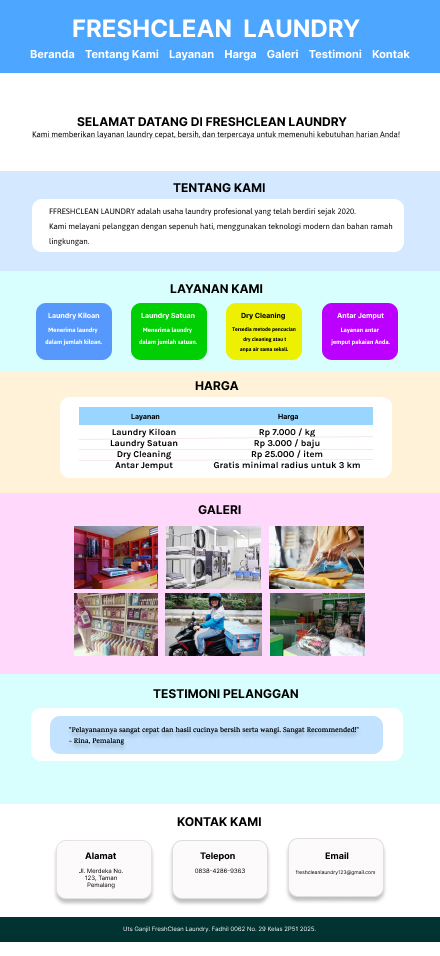 FRESHCLEAN LAUNDRY
Beranda Tentang Kami Layanan Harga Galeri Testimoni Kontak
SELAMAT DATANG DI FRESHCLEAN LAUNDRY
Kami memberikan layanan laundry cepat, bersih, dan terpercaya untuk memenuhi kebutuhan harian Anda!
TENTANG KAMI
FFRESHCLEAN LAUNDRY adalah usaha laundry profesional yang telah berdiri sejak 2020.
Kami melayani pelanggan dengan sepenuh hati, menggunakan teknologi modern dan bahan ramah
lingkungan.
LAYANAN KAMI
Laundry Kiloan
Menerima laundry
dalam jumlah kiloan.
Laundry Satuan
Menerima laundry
dalam jumlah satuan.
Dry Cleaning
Tersedia metode pencucian
dry cleaning atau t
anpa air sama sekali.
Antar Jemput
Layanan antar
jemput pakaian Anda.
HARGA
Layanan Harga
Laundry Kiloan Rp 7.000 / kg
Laundry Satuan Rp 3.000 / baju
Dry Cleaning Rp 25.000 / item
Antar Jemput Gratis minimal radius untuk 3 km
GALERI
TESTIMONI PELANGGAN
"Pelayanannya sangat cepat dan hasil cucinya bersih serta wangi. Sangat Recommended!"
- Rina, Pemalang
KONTAK KAMI
Alamat
Jl. Merdeka No.
123, Taman
Pemalang
Telepon
0838-4286-9363
Email
freshcleanlaundry123@gmail.com
Uts Ganjil FreshClean Laundry. Fadhil 0062 No. 29 Kelas 2P51 2025.